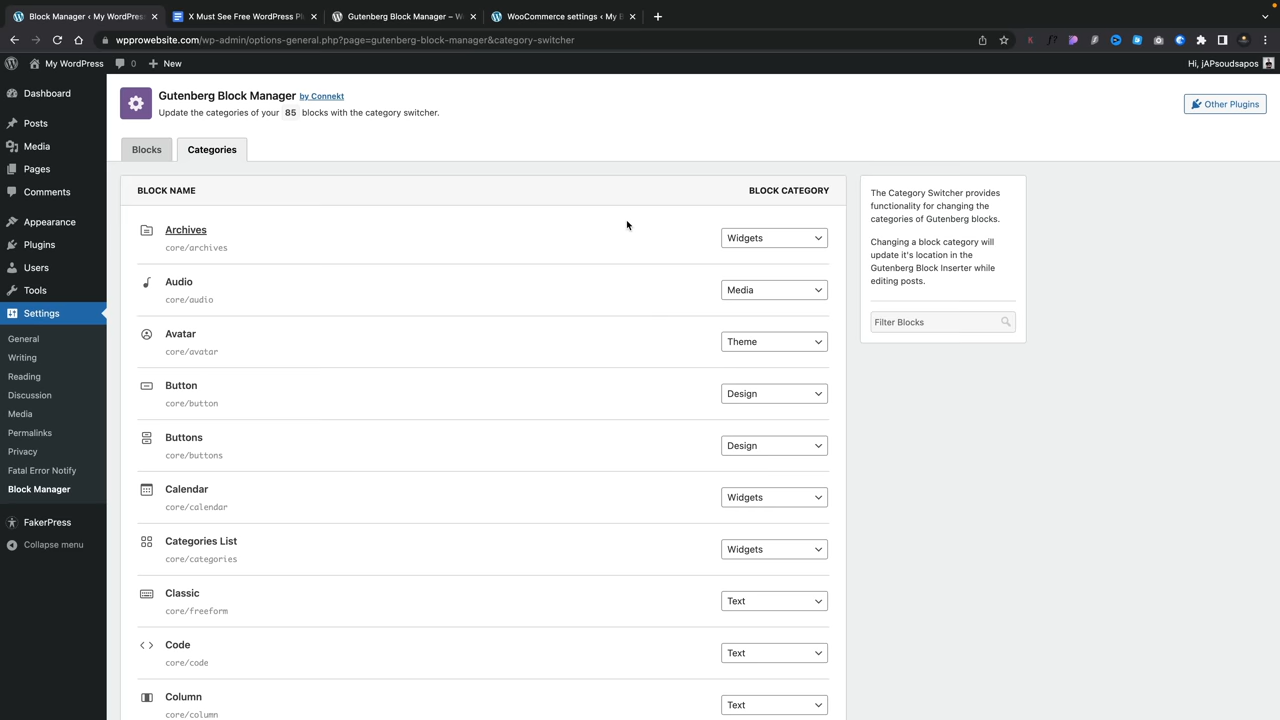 Block Manager ‹ My WordPres
X Must See Free WordPress Pl
Gutenberg Block Manager – W
WooCommerce settings ‹ My B
wpprowebsite.com/wp-admin/options-general.php?page=gutenberg-block-manager&category-switcher
My WordPress
0
New
Hi, jAPsoudsapos
Dashboard
Posts
Media
Pages
Comments
Appearance
Plugins
Users
Tools
Settings
General
Writing
Reading
Discussion
Media
Permalinks
Privacy
Fatal Error Notify
Block Manager
FakerPress
Collapse menu
Gutenberg Block Manager by Connekt
Update the categories of your 85 blocks with the category switcher.
Other Plugins
Blocks
Categories
BLOCK NAME
BLOCK CATEGORY
Archives
core/archives
Widgets
Audio
core/audio
Media
Avatar
core/avatar
Theme
Button
core/button
Design
Buttons
core/buttons
Design
Calendar
core/calendar
Widgets
Categories List
core/categories
Widgets
Classic
core/freeform
Text
Code
core/code
Text
Column
core/column
Text
The Category Switcher provides
functionality for changing the
categories of Gutenberg blocks.
Changing a block category will
update it's location in the
Gutenberg Block Inserter while
editing posts.
Filter Blocks